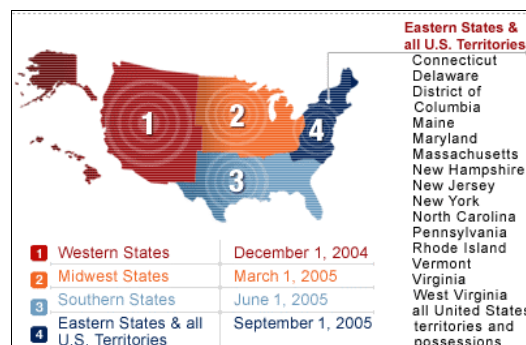 Eastern States &
all U.S. Territories
Connecticut
Delaware
District of
Columbia
Maine
Maryland
Massachusetts
New Hampshire
New Jersey
New York
North Carolina
Pennsylvania
Rhode Island
Vermont
Virginia
West Virginia
all United States
territories and
possessions
1
2
3
4
1 Western States December 1, 2004
2 Midwest States March 1, 2005
3 Southern States June 1, 2005
4 Eastern States & all September 1, 2005
U.S. Territories